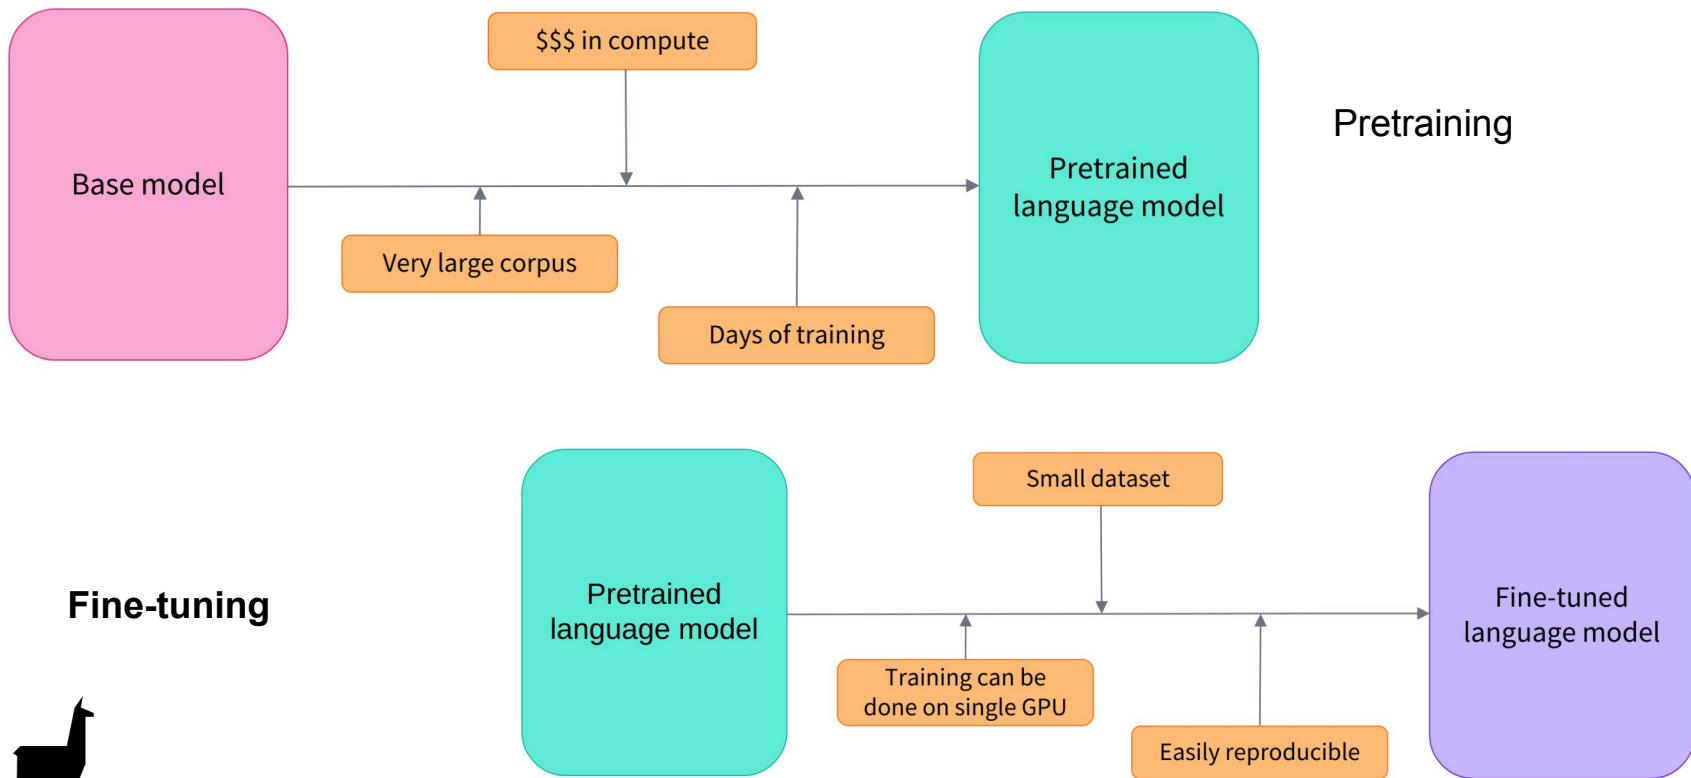 $$$ in compute
Pretraining
Base model
Pretrained
language model
Very large corpus
Days of training
Small dataset
Fine-tuning
Pretrained
language model
Fine-tuned
language model
Training can be
done on single GPU
Easily reproducible